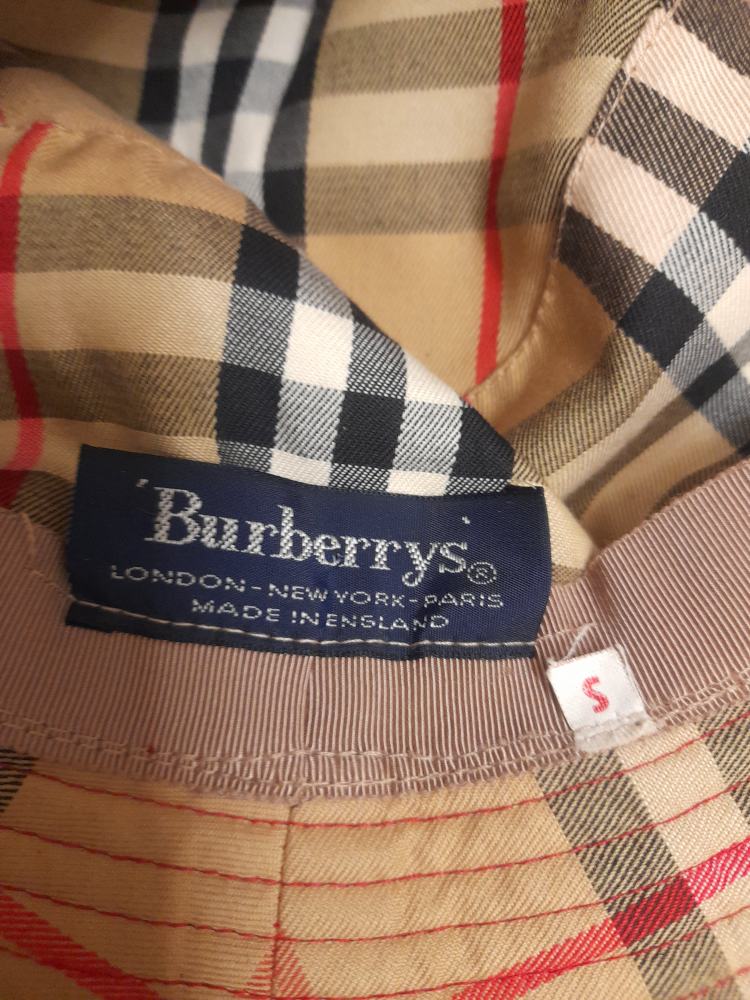 'Burberrys'®
LONDON-NEW YORK-PARIS
MADE IN ENGLAND
S